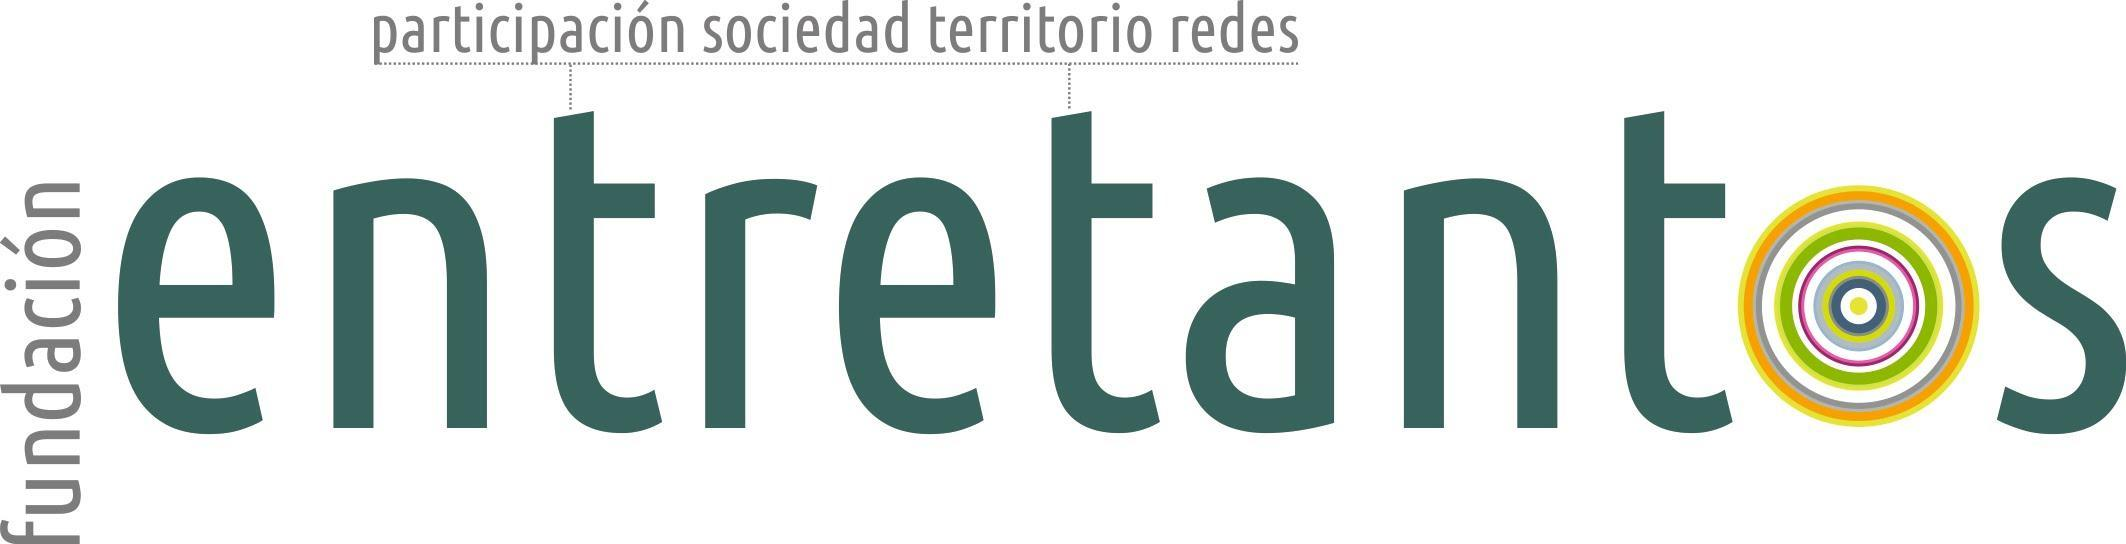 participación sociedad territorio redes
fundación
entretantos